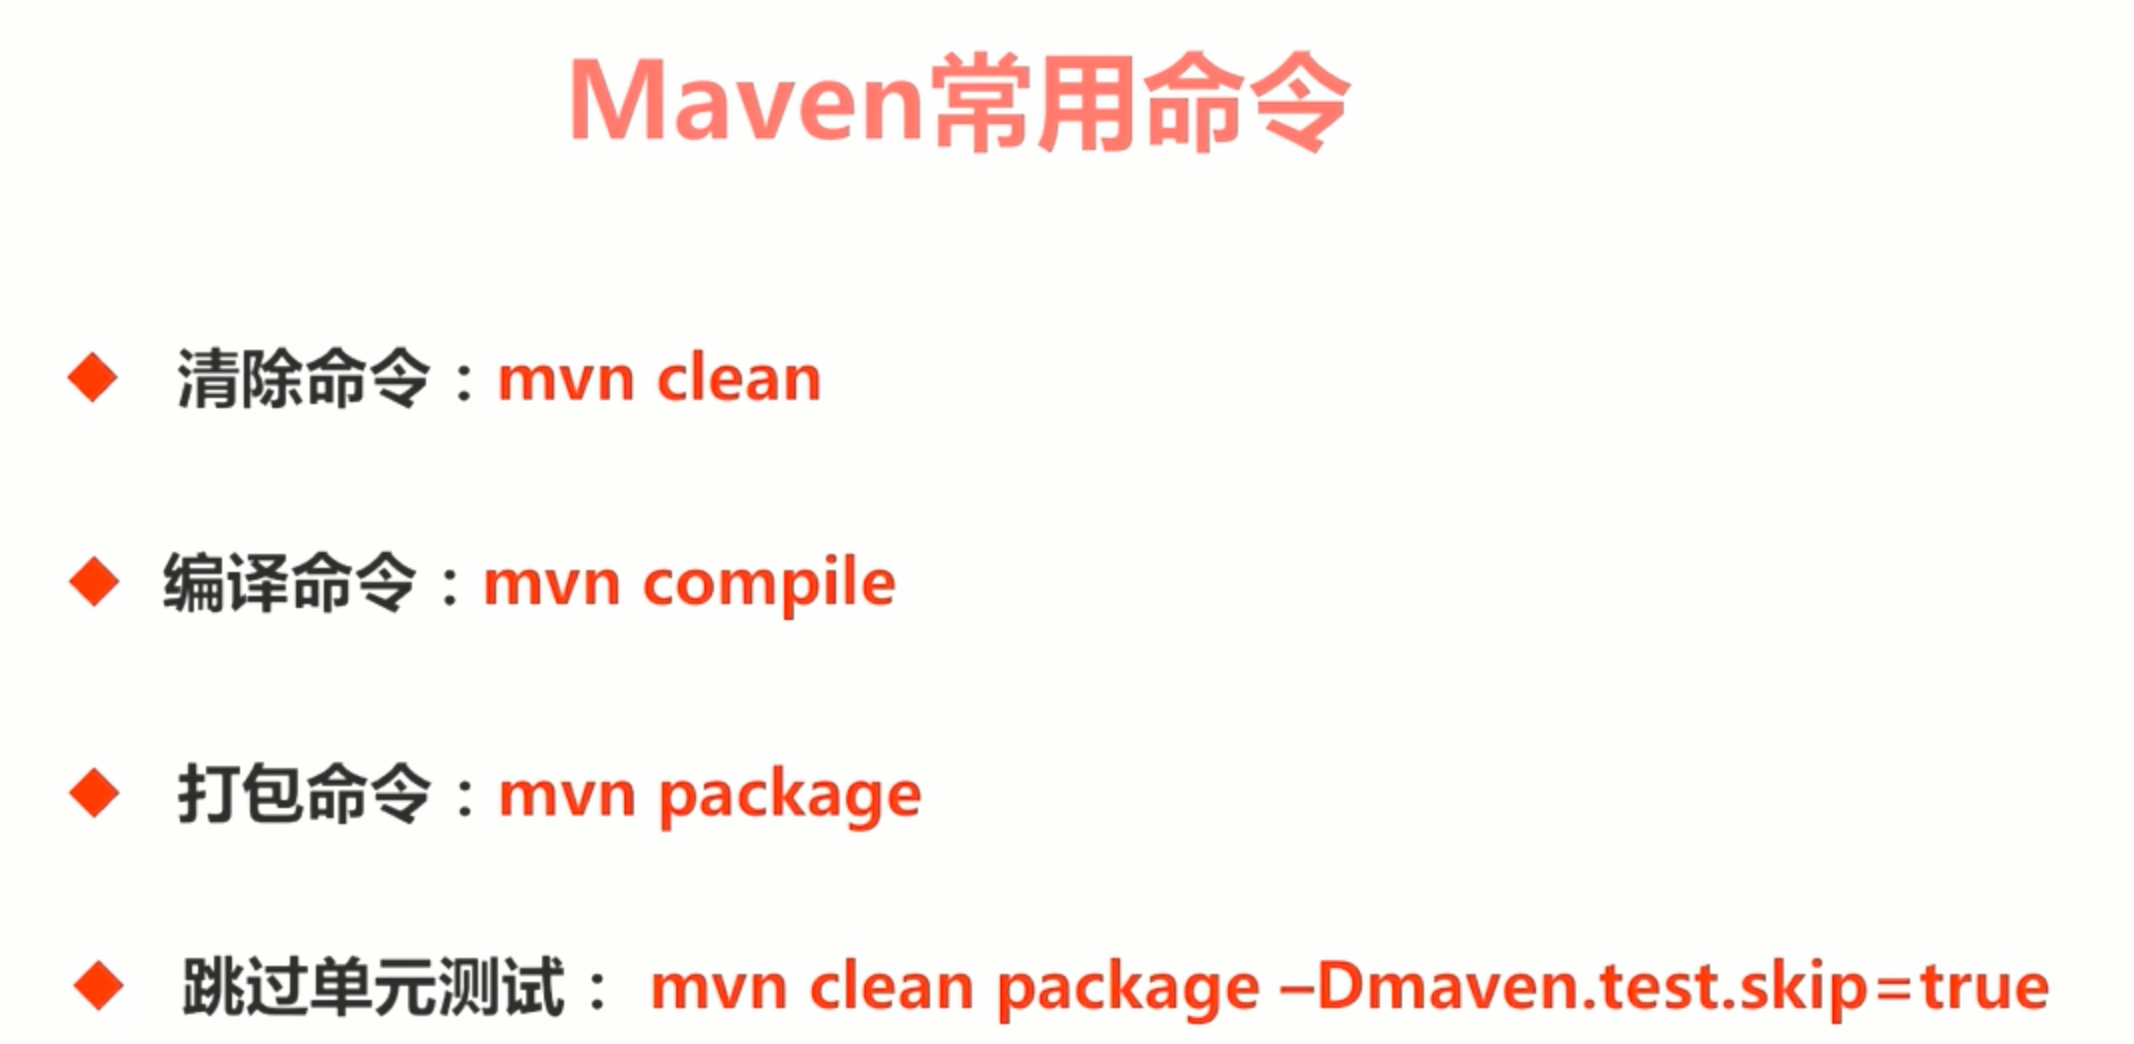 Maven常用命令
清除命令：mvn clean
编译命令：mvn compile
打包命令：mvn package
跳过单元测试： mvn clean package –Dmaven.test.skip=true